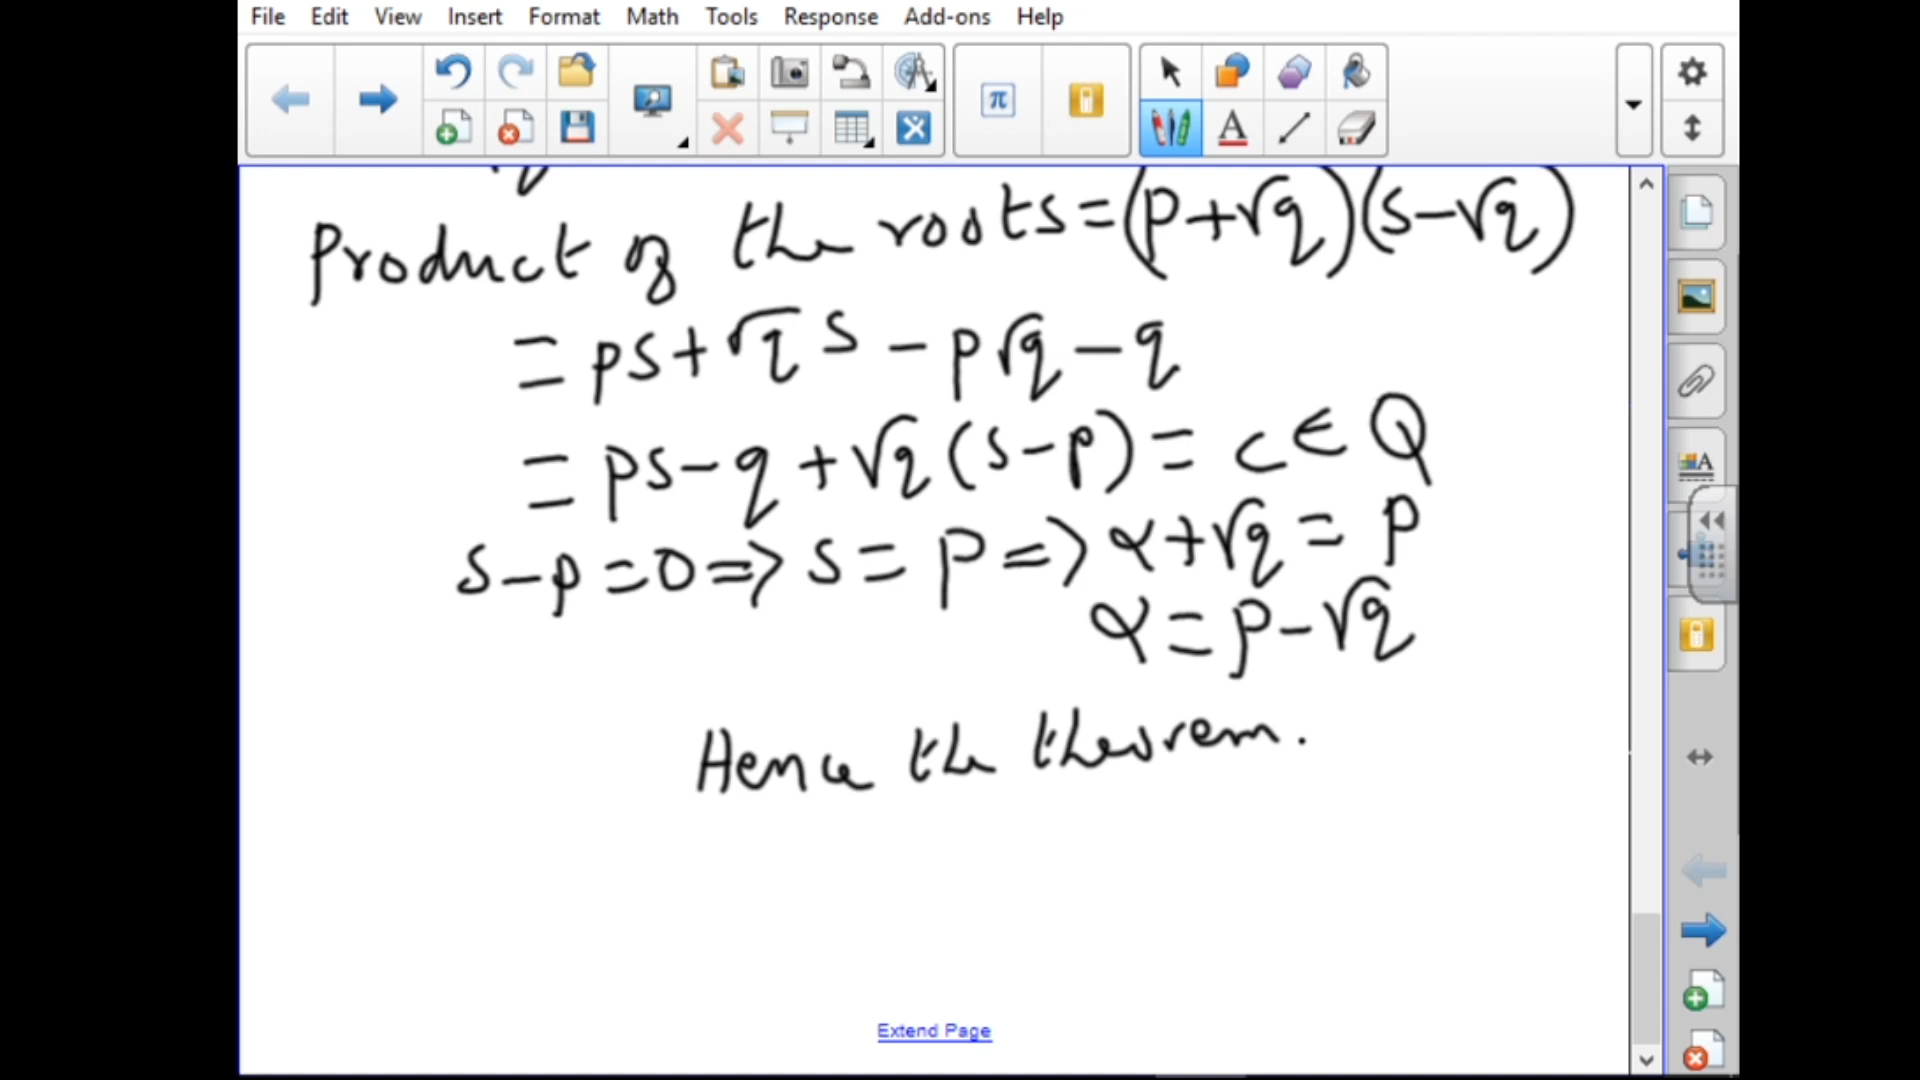 File Edit View Insert Format Math Tools Response Add-ons Help
Product of the roots=(p+√q)(s-√q)
= ps+√q s - p√q - q
= ps-q+√q(s-p) = c ∈ Q
s-p=0 => s = p => α+√q = p
α = p-√q
Hence the theorem.
Extend Page